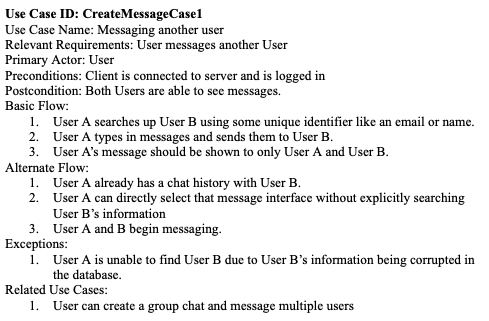 Use Case ID: CreateMessageCase1
Use Case Name: Messaging another user
Relevant Requirements: User messages another User
Primary Actor: User
Preconditions: Client is connected to server and is logged in
Postcondition: Both Users are able to see messages.
Basic Flow:
1. User A searches up User B using some unique identifier like an email or name.
2. User A types in messages and sends them to User B.
3. User A's message should be shown to only User A and User B.
Alternate Flow:
1. User A already has a chat history with User B.
2. User A can directly select that message interface without explicitly searching
User B's information
3. User A and B begin messaging.
Exceptions:
1. User A is unable to find User B due to User B's information being corrupted in
the database.
Related Use Cases:
1. User can create a group chat and message multiple users